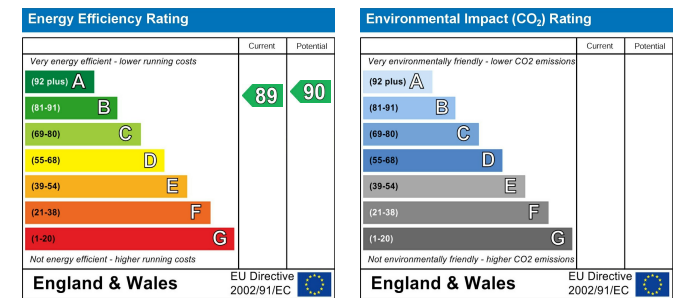 Energy Efficiency Rating
Current Potential
Very energy efficient - lower running costs
(92 plus) A
(81-91) B
89 90
(69-80) C
(55-68) D
(39-54) E
(21-38) F
(1-20) G
Not energy efficient - higher running costs
England & Wales
EU Directive
2002/91/EC
Environmental Impact (CO₂) Rating
Current Potential
Very environmentally friendly - lower CO2 emissions
(92 plus) A
(81-91) B
(69-80) C
(55-68) D
(39-54) E
(21-38) F
(1-20) G
Not environmentally friendly - higher CO2 emissions
England & Wales
EU Directive
2002/91/EC